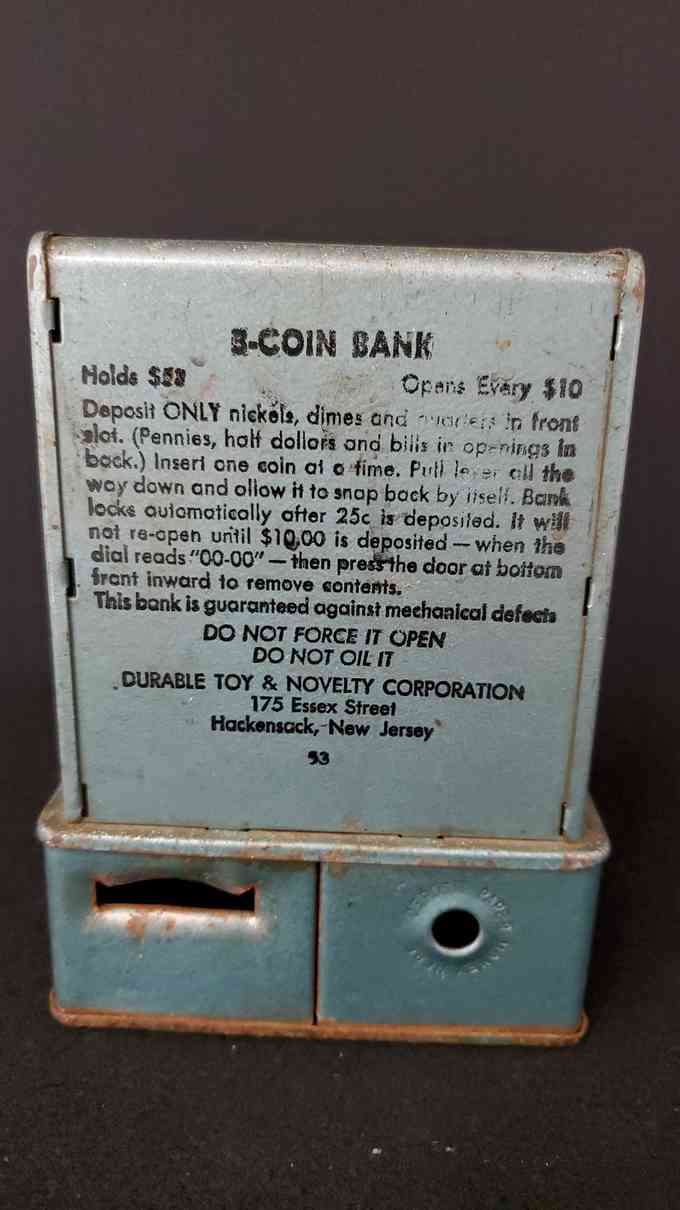 3-COIN BANK
Holds $53 Opens Every $10
Deposit ONLY nickels, dimes and quarters in front
slot. (Pennies, half dollars and bills in openings in
back.) Insert one coin at a time. Pull lever all the
way down and allow it to snap back by itself. Bank
locks automatically after 25c is deposited. It will
not re-open until $10.00 is deposited — when the
dial reads "00-00" — then press the door at bottom
front inward to remove contents.
This bank is guaranteed against mechanical defects
DO NOT FORCE IT OPEN
DO NOT OIL IT
DURABLE TOY & NOVELTY CORPORATION
175 Essex Street
Hackensack, New Jersey
53
PAPER MONEY